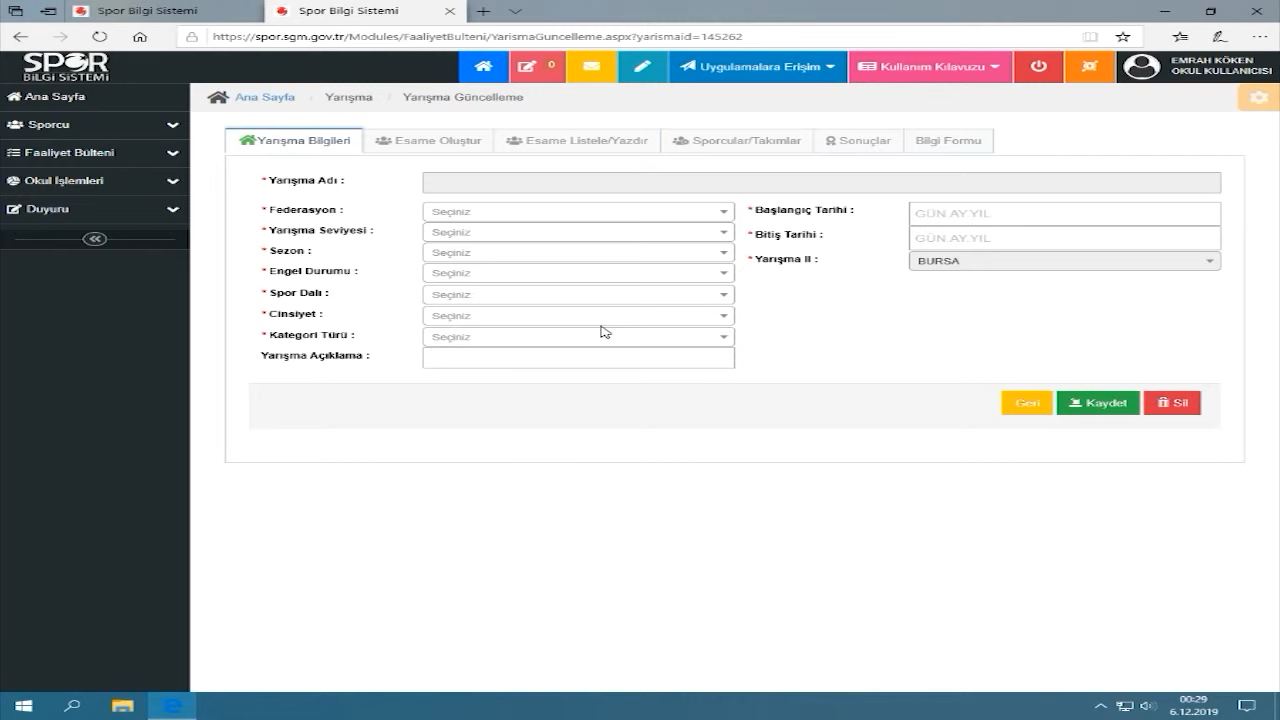 Spor Bilgi Sistemi
Spor Bilgi Sistemi
https://spor.sgm.gov.tr/Modules/FaaliyetBulteni/YarismaGuncelleme.aspx?yarismaid=145262
SPOR
BİLGİ SİSTEMİ
0
Uygulamalara Erişim
Kullanım Kılavuzu
EMRAH KÖKEN
OKUL KULLANICISI
Ana Sayfa
Sporcu
Faaliyet Bülteni
Okul İşlemleri
Duyuru
Ana Sayfa / Yarışma / Yarışma Güncelleme
Yarışma Bilgileri
Esame Oluştur
Esame Listele/Yazdır
Sporcular/Takımlar
Sonuçlar
Bilgi Formu
* Yarışma Adı :
* Federasyon : Seçiniz
* Yarışma Seviyesi : Seçiniz
* Sezon : Seçiniz
* Engel Durumu : Seçiniz
* Spor Dalı : Seçiniz
* Cinsiyet : Seçiniz
* Kategori Türü : Seçiniz
Yarışma Açıklama :
* Başlangıç Tarihi : GÜN.AY.YIL
* Bitiş Tarihi : GÜN.AY.YIL
* Yarışma İl : BURSA
Geri
Kaydet
Sil
00:29
6.12.2019